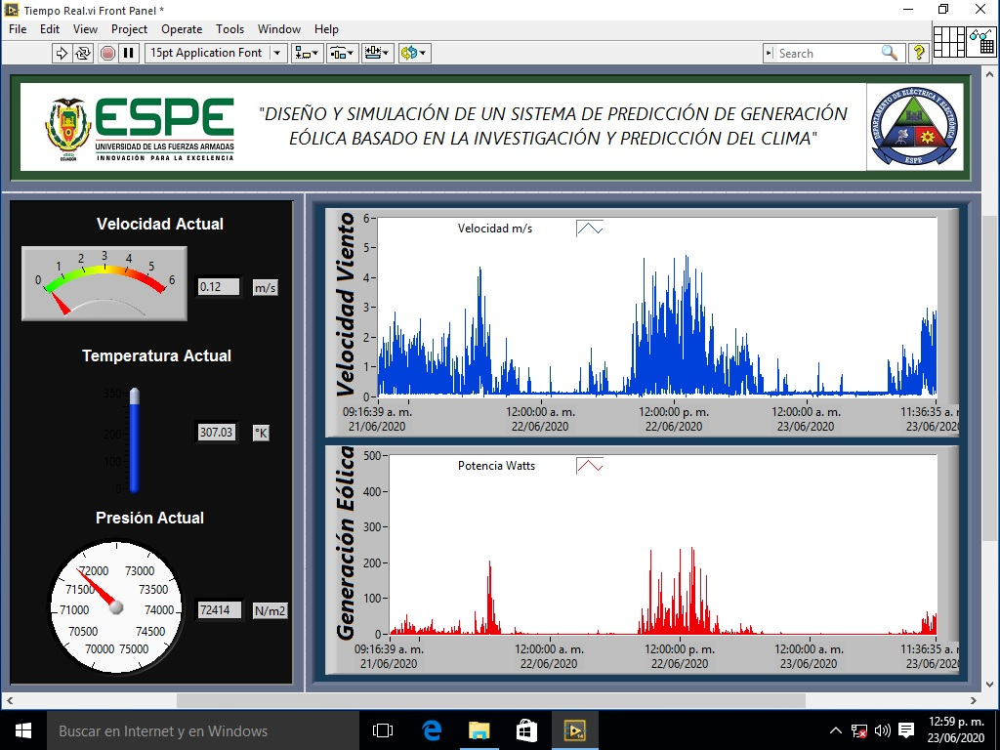 Tiempo Real.vi Front Panel *
File Edit View Project Operate Tools Window Help
15pt Application Font
Search
?
ECUADOR
ESPE
UNIVERSIDAD DE LAS FUERZAS ARMADAS
INNOVACIÓN PARA LA EXCELENCIA
"DISEÑO Y SIMULACIÓN DE UN SISTEMA DE PREDICCIÓN DE GENERACIÓN
EÓLICA BASADO EN LA INVESTIGACIÓN Y PREDICCIÓN DEL CLIMA"
DEPARTAMENTO DE ELÉCTRICA Y ELECTRÓNICA
ESPE
Velocidad Actual
0 1 2 3 4 5 6
0.12 m/s
Temperatura Actual
350
200
100
0
307.03 °K
Presión Actual
72000 73000
71500 73500
71000 74000
70500 74500
70000 75000
72414 N/m2
Velocidad Viento
Velocidad m/s
6
5
4
3
2
1
0
09:16:39 a. m. 12:00:00 a. m. 12:00:00 p. m. 12:00:00 a. m. 11:36:35 a.
21/06/2020 22/06/2020 22/06/2020 23/06/2020 23/06/202
Generación Eólica
Potencia Watts
500
400
300
200
100
0
09:16:39 a. m. 12:00:00 a. m. 12:00:00 p. m. 12:00:00 a. m. 11:36:35 a.
21/06/2020 22/06/2020 22/06/2020 23/06/2020 23/06/202
Buscar en Internet y en Windows
12:59 p. m.
23/06/2020